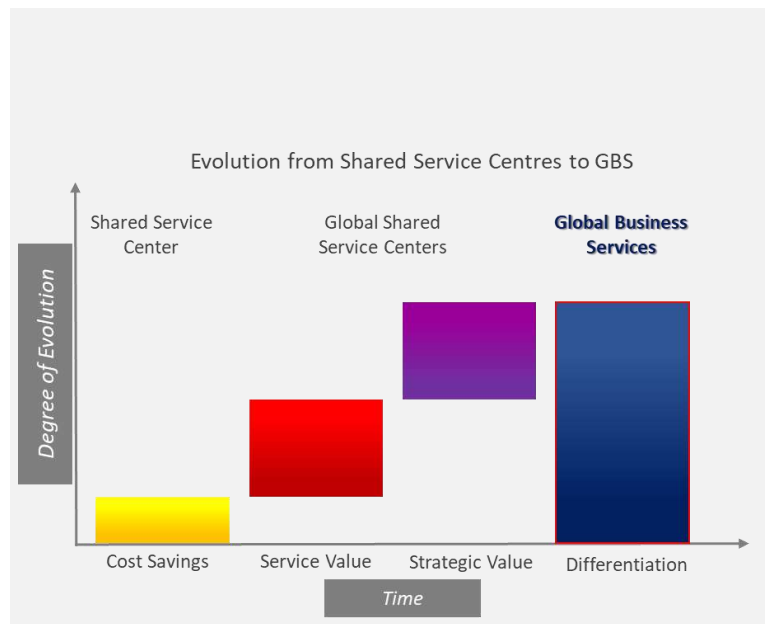 Evolution from Shared Service Centres to GBS
Shared Service
Center
Global Shared
Service Centers
Global Business
Services
Degree of Evolution
Cost Savings
Service Value
Strategic Value
Differentiation
Time